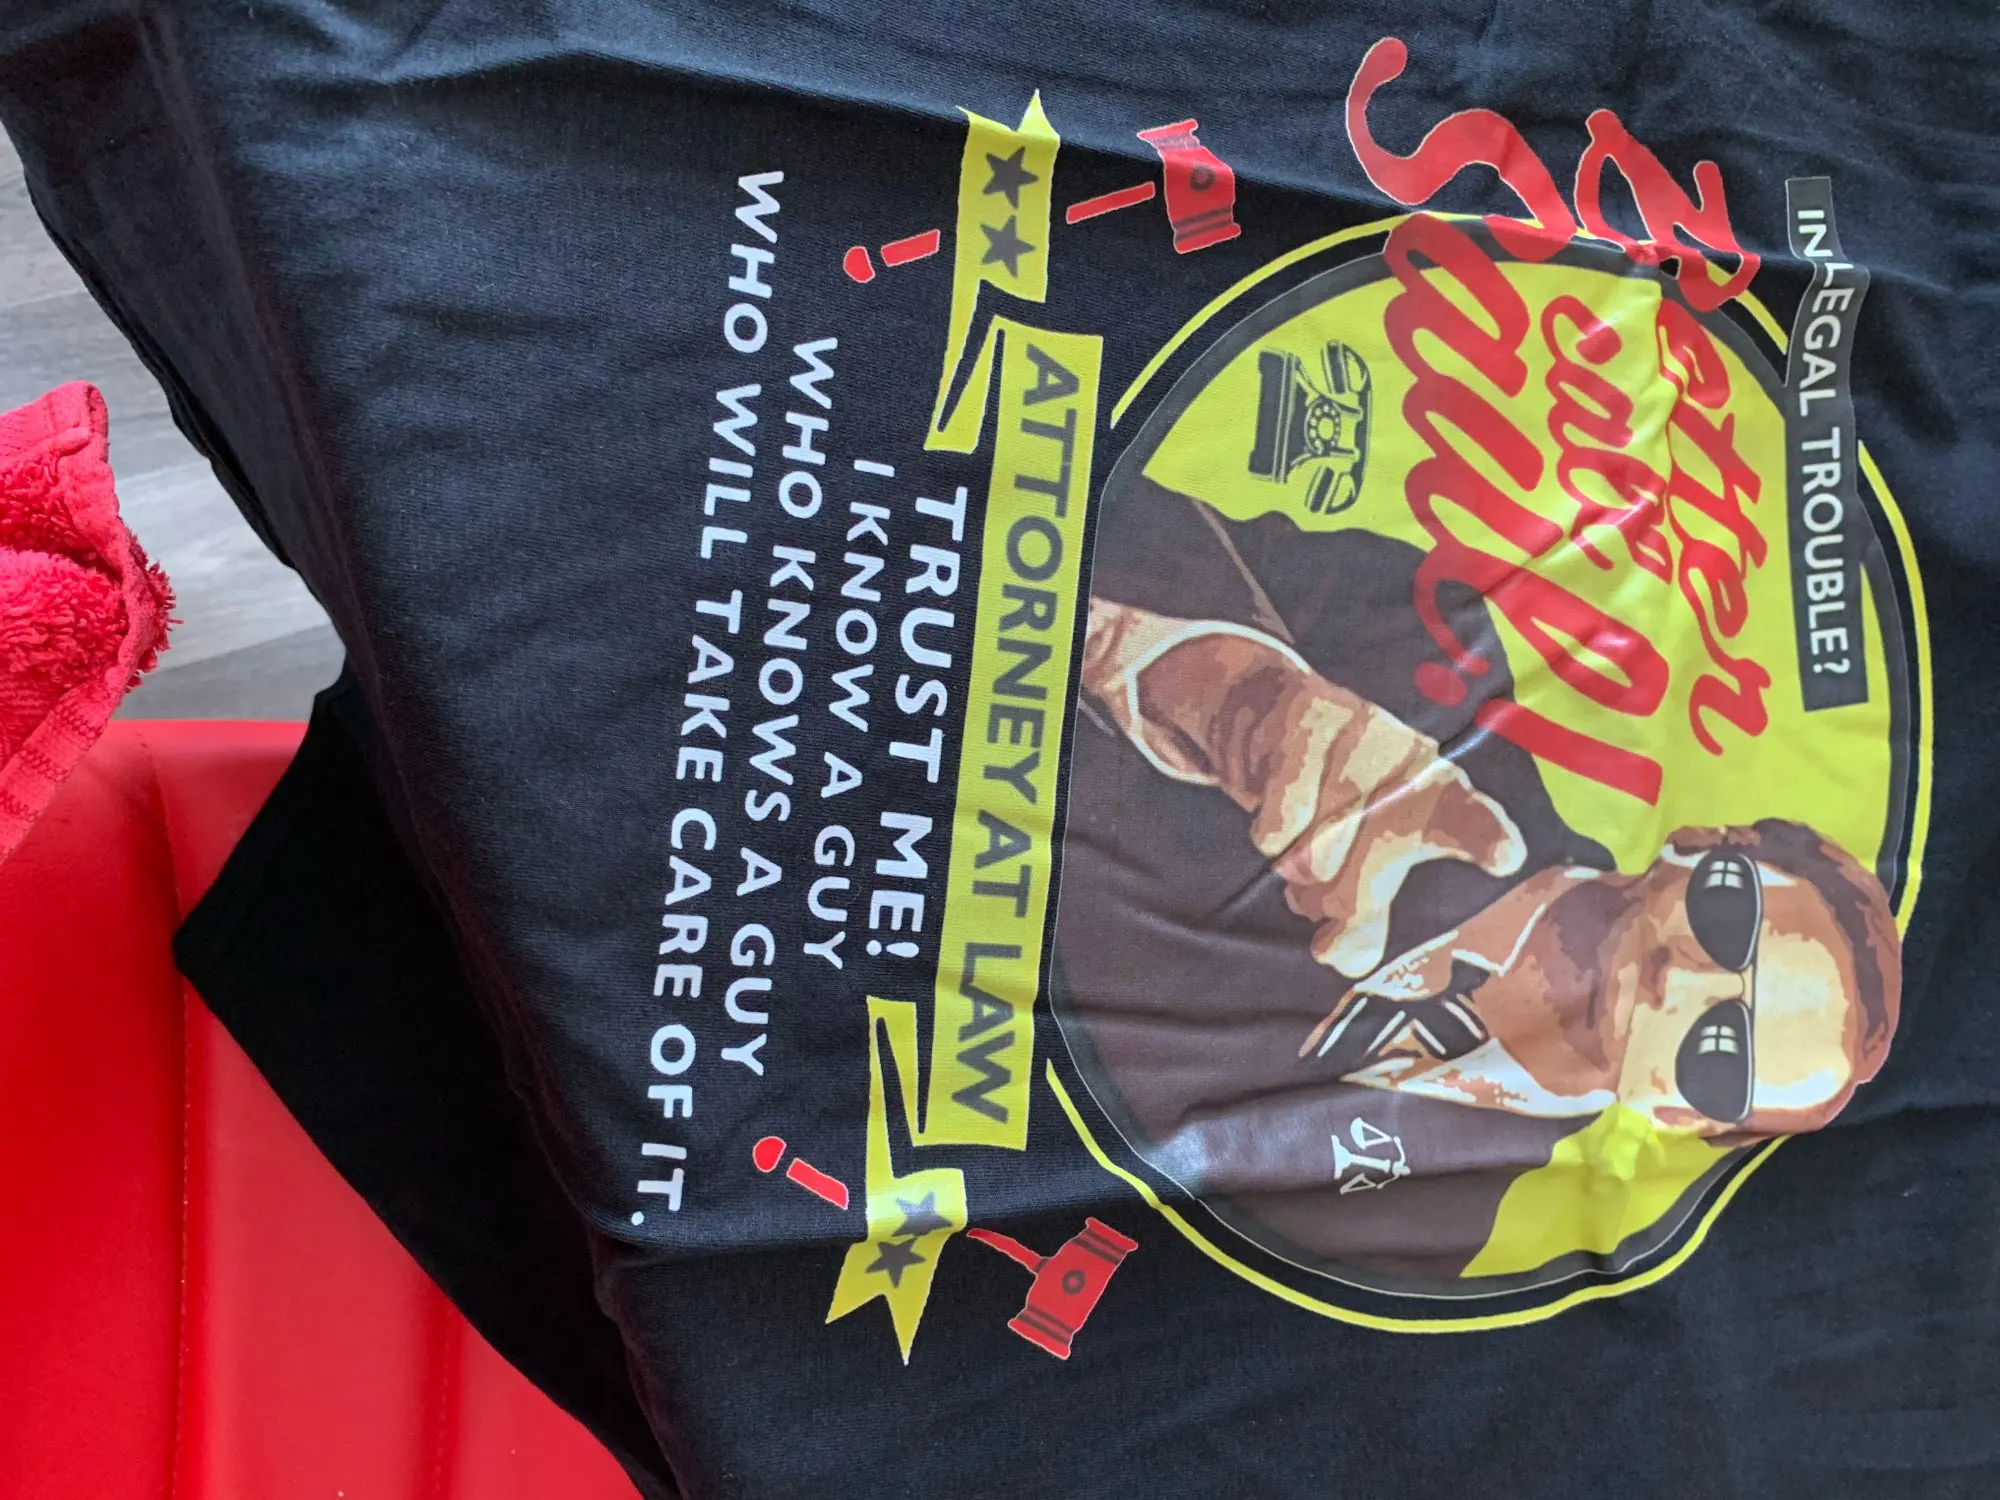 IN LEGAL TROUBLE?
Better
Call
Saul!
ATTORNEY AT LAW
TRUST ME!
I KNOW A GUY
WHO KNOWS A GUY
WHO WILL TAKE CARE OF IT.